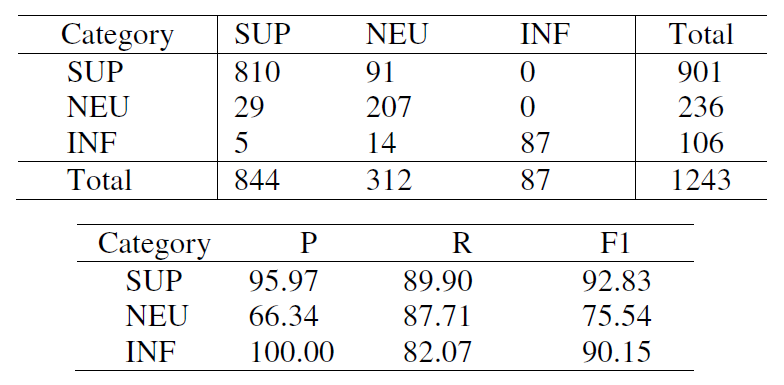 Category SUP NEU INF Total
SUP 810 91 0 901
NEU 29 207 0 236
INF 5 14 87 106
Total 844 312 87 1243
Category P R F1
SUP 95.97 89.90 92.83
NEU 66.34 87.71 75.54
INF 100.00 82.07 90.15